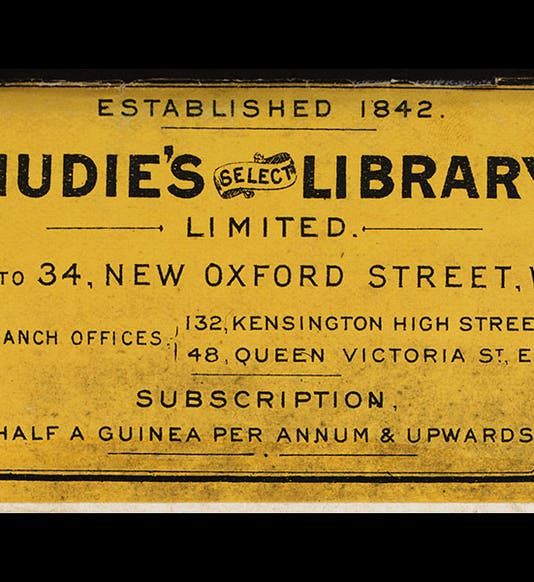 ESTABLISHED 1842.
MUDIE'S SELECT LIBRARY
LIMITED.
TO 34, NEW OXFORD STREET,
ANCH OFFICES. 132, KENSINGTON HIGH STREE
48, QUEEN VICTORIA ST, E
SUBSCRIPTION,
HALF A GUINEA PER ANNUM & UPWARDS